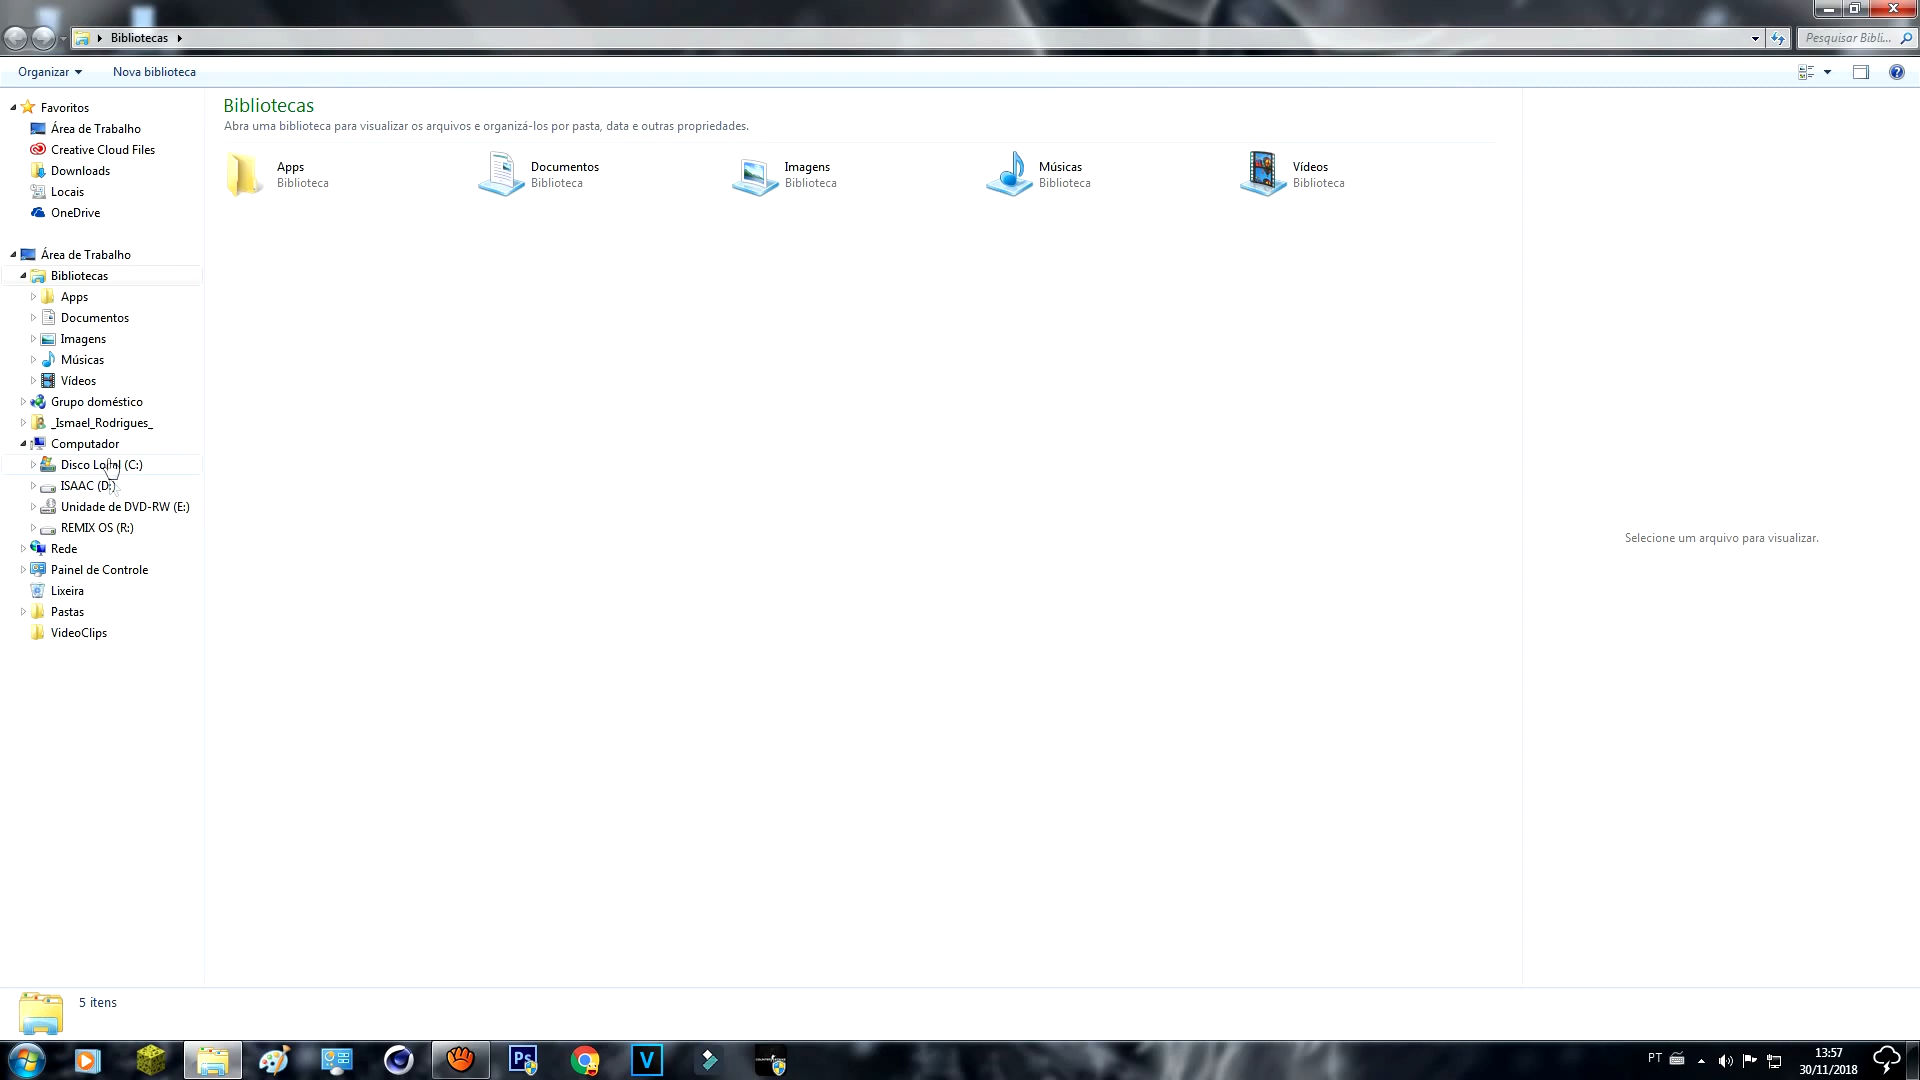 Bibliotecas
Pesquisar Bibli...
Organizar
Nova biblioteca
Favoritos
Área de Trabalho
Creative Cloud Files
Downloads
Locais
OneDrive
Área de Trabalho
Bibliotecas
Apps
Documentos
Imagens
Músicas
Vídeos
Grupo doméstico
_Ismael_Rodrigues_
Computador
Disco Local (C:)
ISAAC (D:)
Unidade de DVD-RW (E:)
REMIX OS (R:)
Rede
Painel de Controle
Lixeira
Pastas
VideoClips
Bibliotecas
Abra uma biblioteca para visualizar os arquivos e organizá-los por pasta, data e outras propriedades.
Apps
Biblioteca
Documentos
Biblioteca
Imagens
Biblioteca
Músicas
Biblioteca
Vídeos
Biblioteca
Selecione um arquivo para visualizar.
5 itens
Ps
V
PT
13:57
30/11/2018